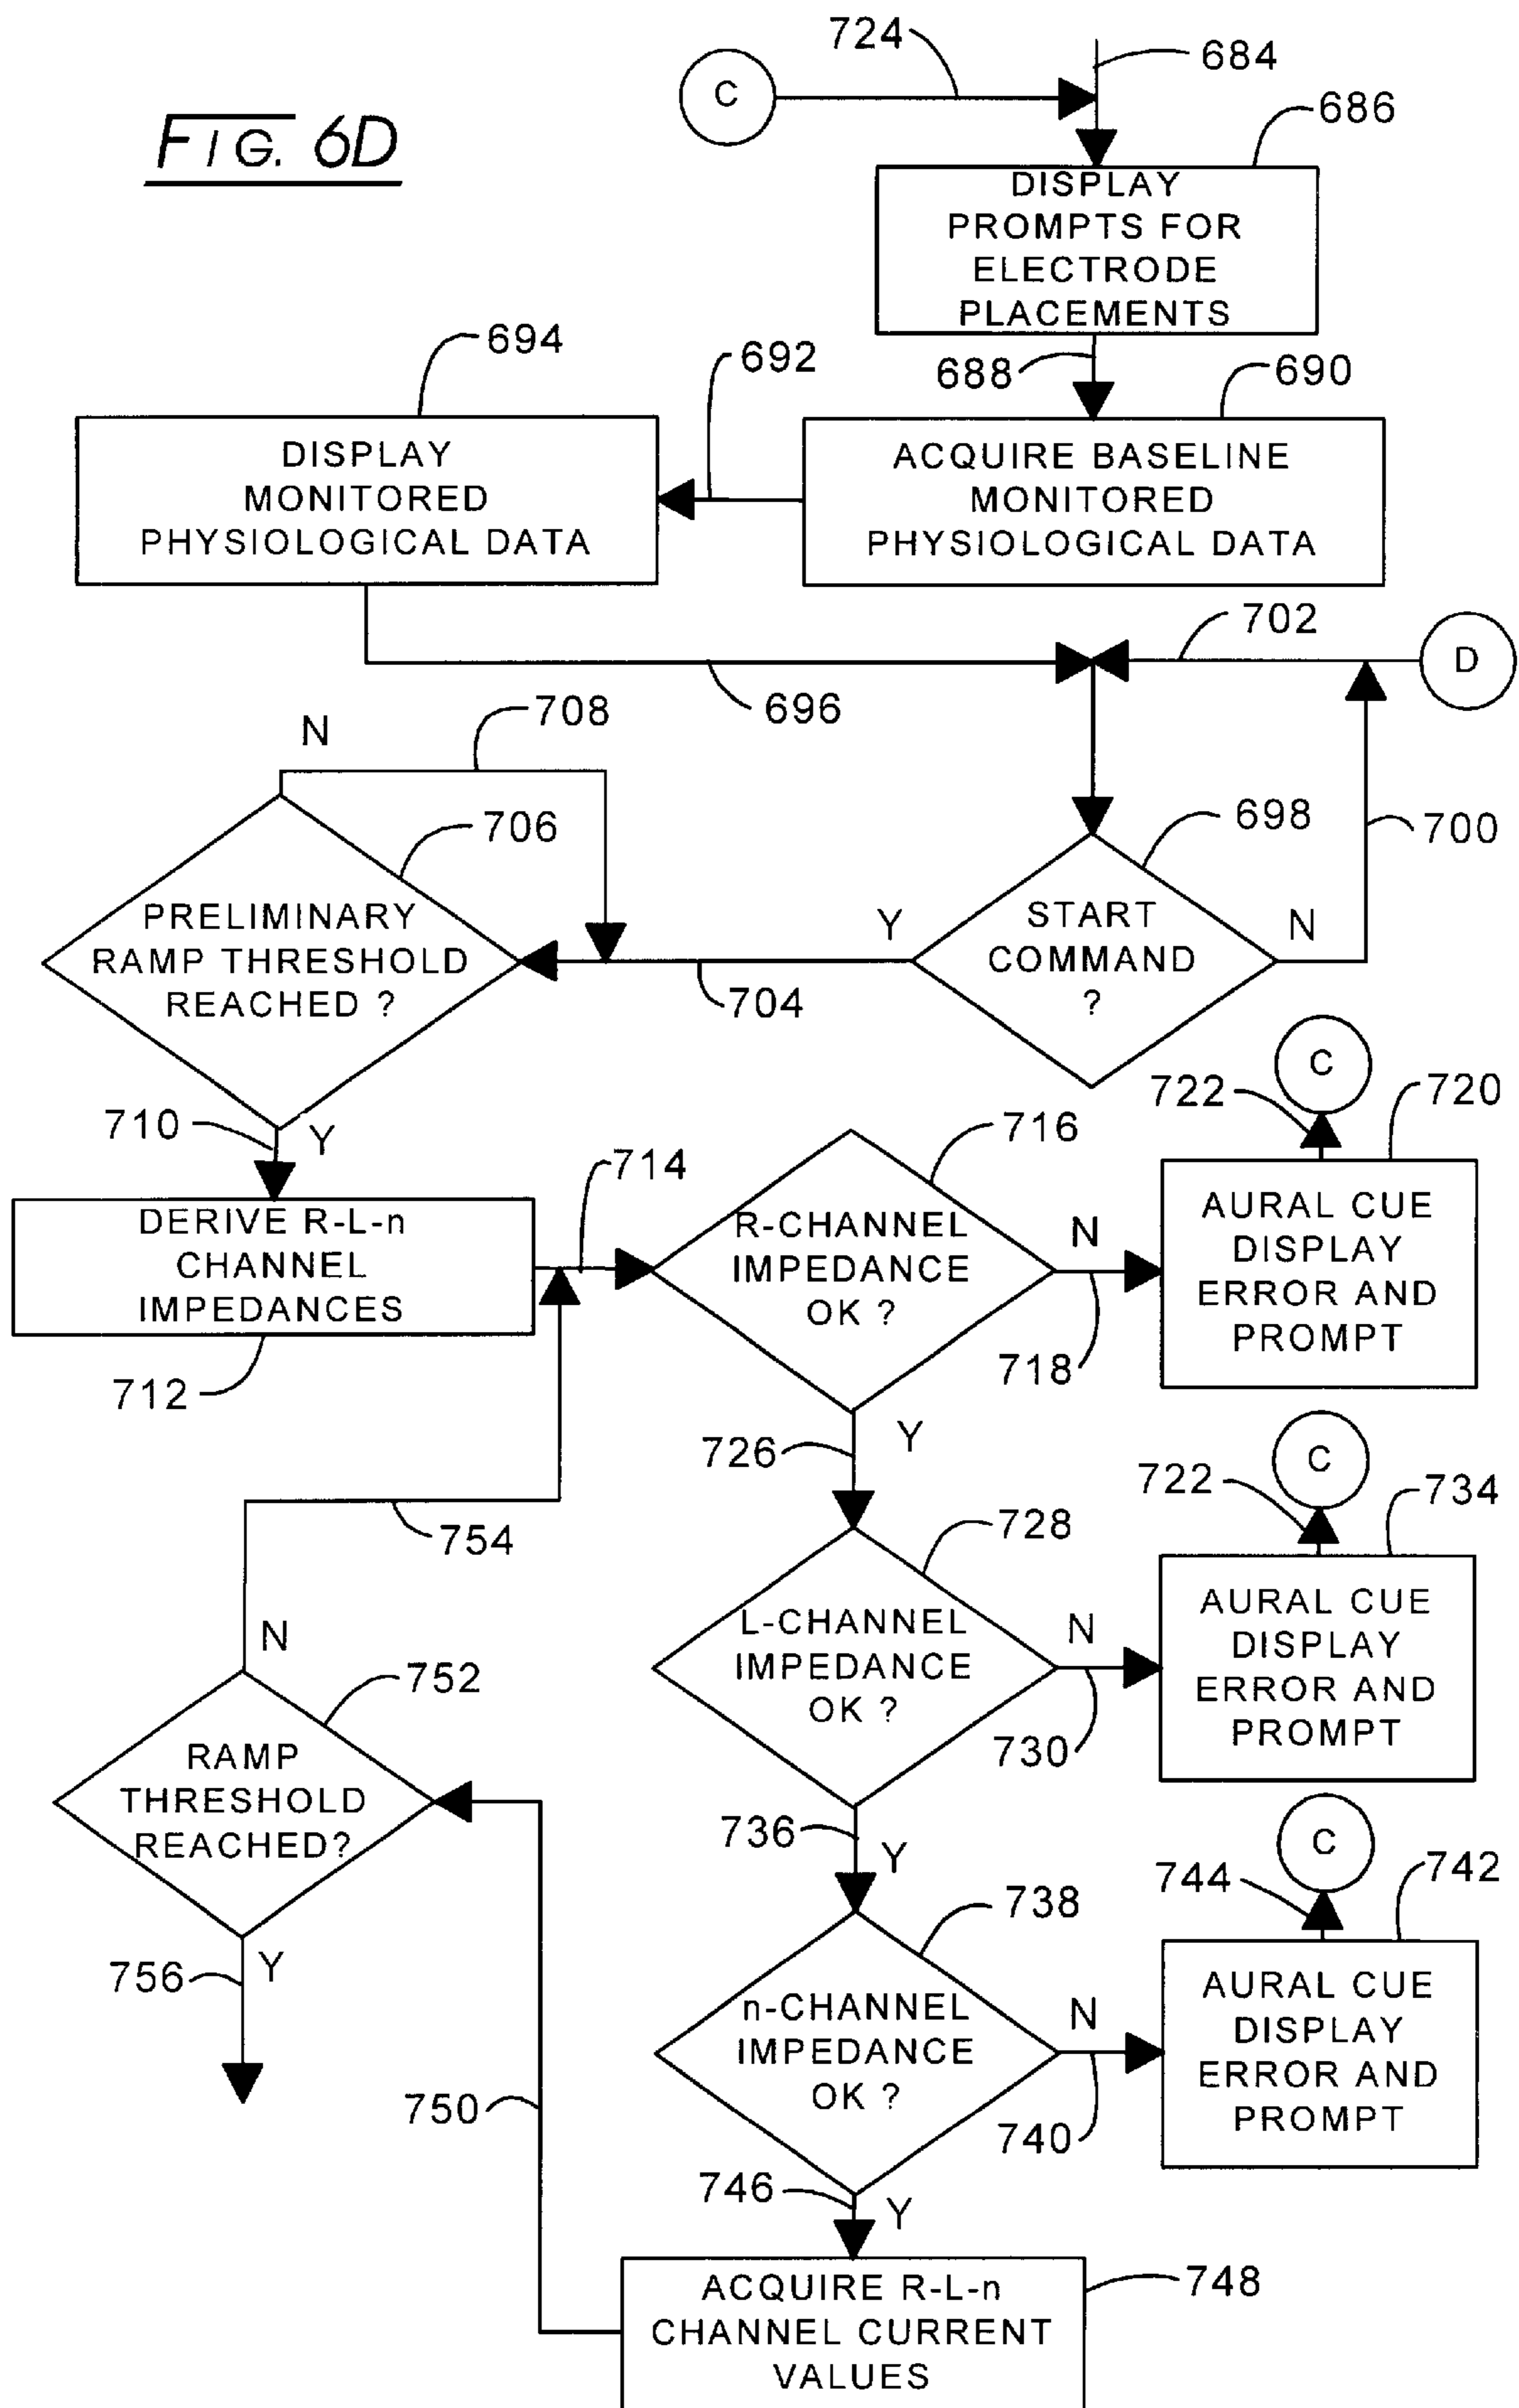 FIG. 6D
C
724
684
686
DISPLAY
PROMPTS FOR
ELECTRODE
PLACEMENTS
688
690
692
694
ACQUIRE BASELINE
MONITORED
PHYSIOLOGICAL DATA
DISPLAY
MONITORED
PHYSIOLOGICAL DATA
696
702
D
698
START
COMMAND
?
N
700
Y
704
N
708
706
PRELIMINARY
RAMP THRESHOLD
REACHED ?
710
Y
DERIVE R-L-n
CHANNEL
IMPEDANCES
712
714
716
R-CHANNEL
IMPEDANCE
OK ?
N
718
C
722
720
AURAL CUE
DISPLAY
ERROR AND
PROMPT
726
Y
728
L-CHANNEL
IMPEDANCE
OK ?
N
730
C
722
734
AURAL CUE
DISPLAY
ERROR AND
PROMPT
736
Y
738
n-CHANNEL
IMPEDANCE
OK ?
N
740
C
744
742
AURAL CUE
DISPLAY
ERROR AND
PROMPT
746
Y
ACQUIRE R-L-n
CHANNEL CURRENT
VALUES
748
750
752
RAMP
THRESHOLD
REACHED?
N
754
756
Y